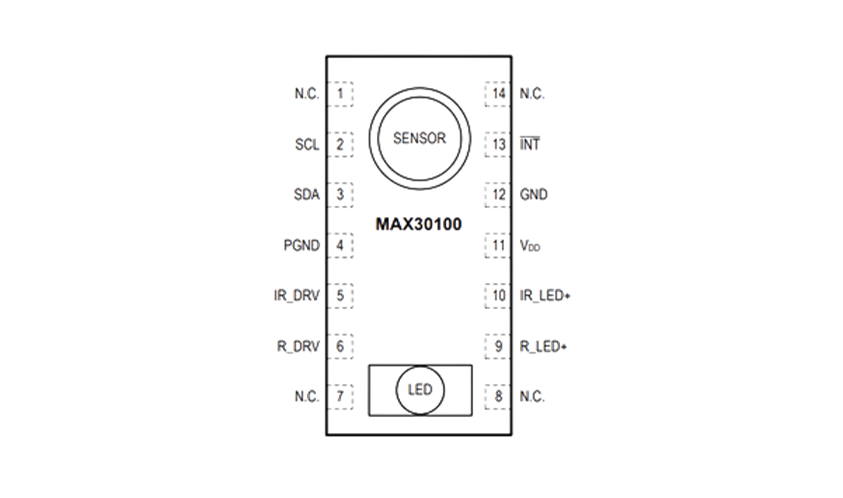 N.C. 1 14 N.C.
SENSOR
SCL 2 13 INT
SDA 3 12 GND
MAX30100
PGND 4 11 VDD
IR_DRV 5 10 IR_LED+
R_DRV 6 9 R_LED+
LED
N.C. 7 8 N.C.